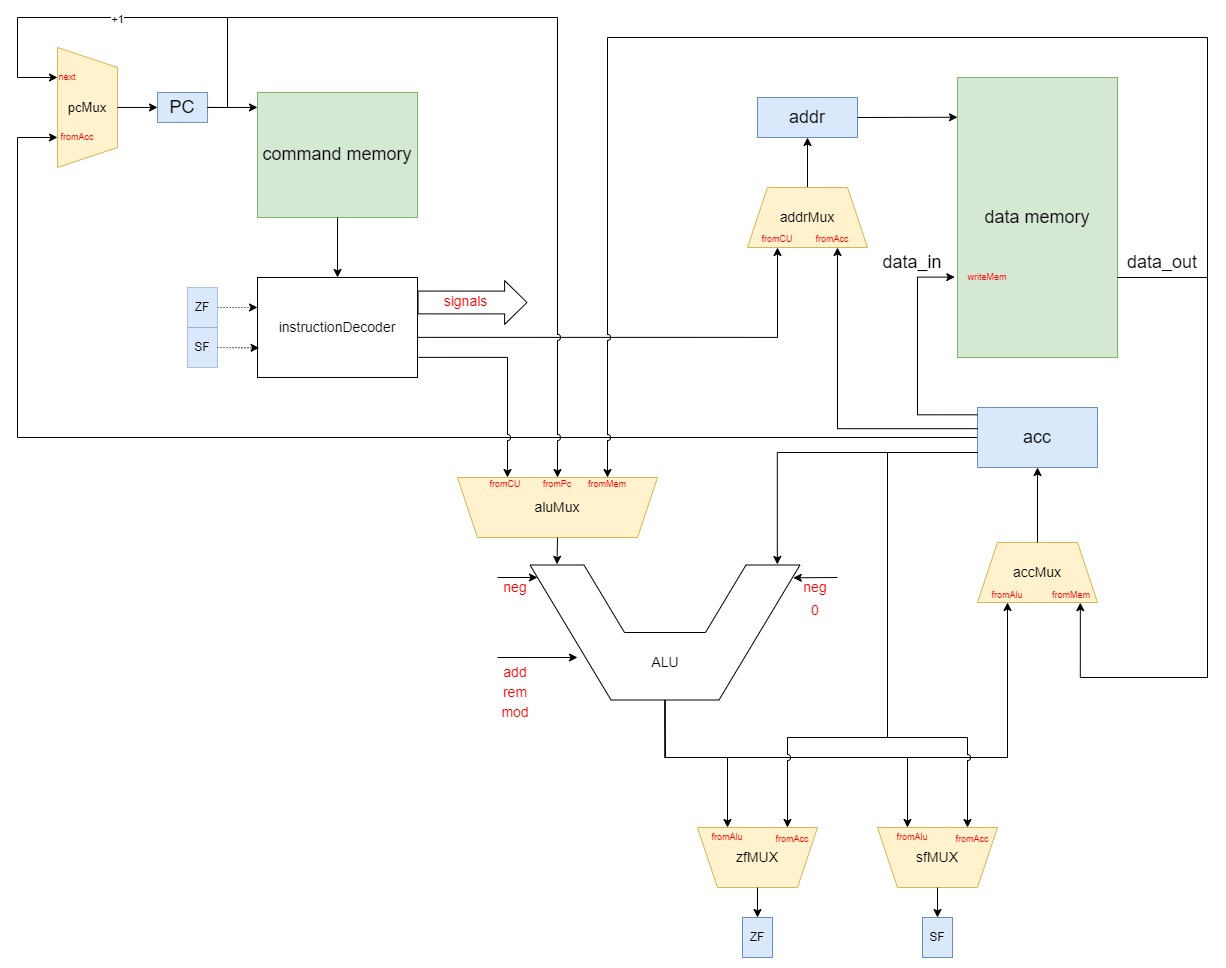 +1
next
pcMux
fromAcc
PC
command memory
addr
data memory
addrMux
fromCU
fromAcc
data_in
writeMem
data_out
ZF
SF
instructionDecoder
signals
acc
fromCU
fromPc
fromMem
aluMux
neg
neg
0
accMux
fromAlu
fromMem
ALU
add
rem
mod
fromAlu
fromAcc
zfMUX
fromAlu
fromAcc
sfMUX
ZF
SF